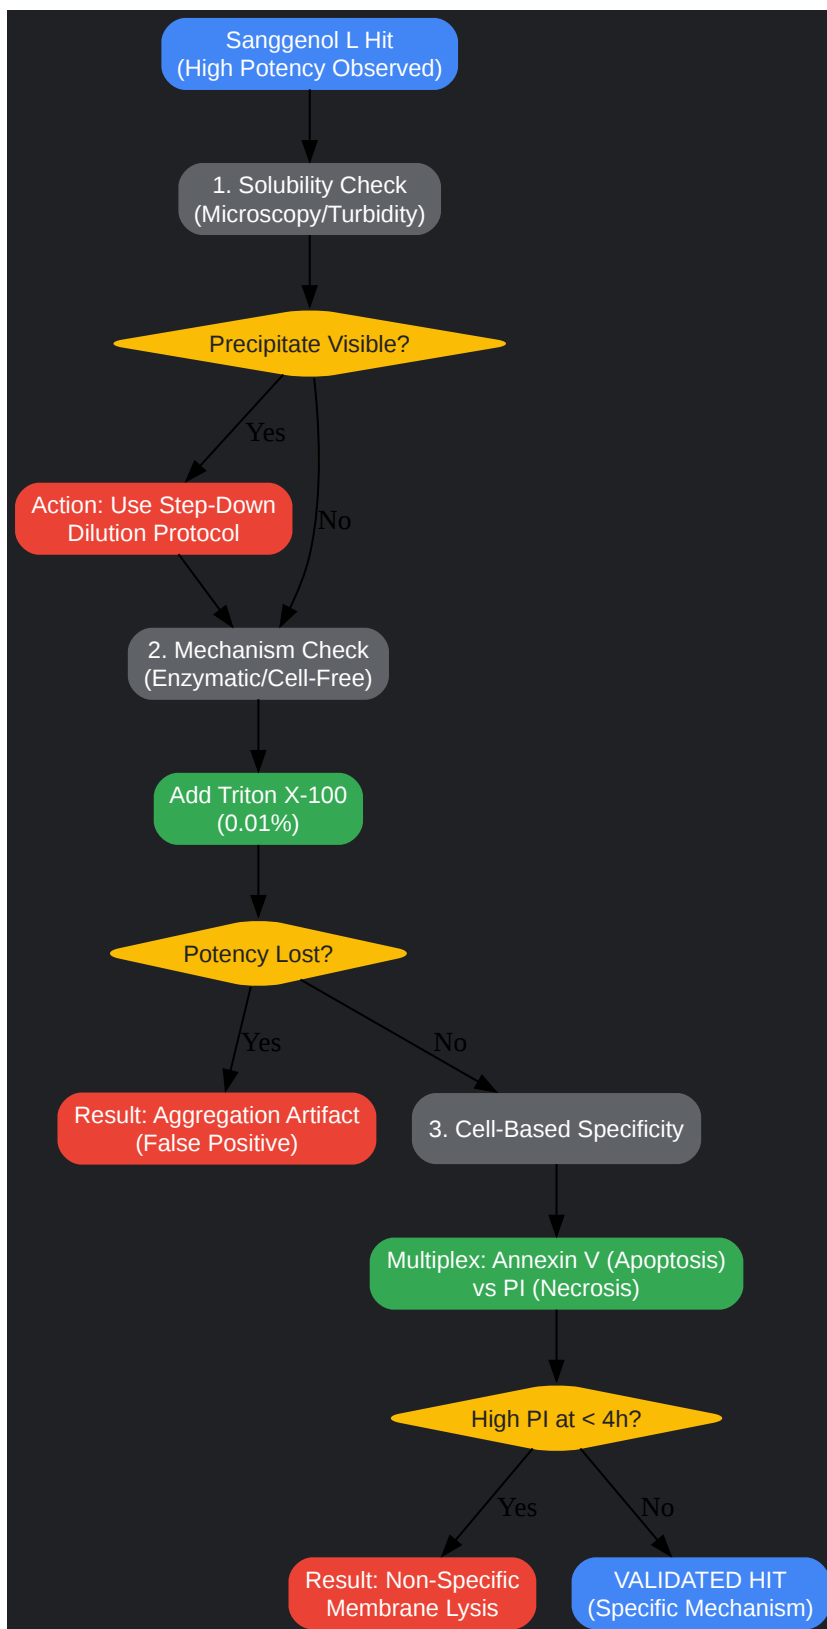 Sanggenol L Hit
(High Potency Observed)
1. Solubility Check
(Microscopy/Turbidity)
Precipitate Visible?
Yes
Action: Use Step-Down
Dilution Protocol
No
2. Mechanism Check
(Enzymatic/Cell-Free)
Add Triton X-100
(0.01%)
Potency Lost?
Yes
No
Result: Aggregation Artifact
(False Positive)
3. Cell-Based Specificity
Multiplex: Annexin V (Apoptosis)
vs PI (Necrosis)
High PI at < 4h?
Yes
No
Result: Non-Specific
Membrane Lysis
VALIDATED HIT
(Specific Mechanism)